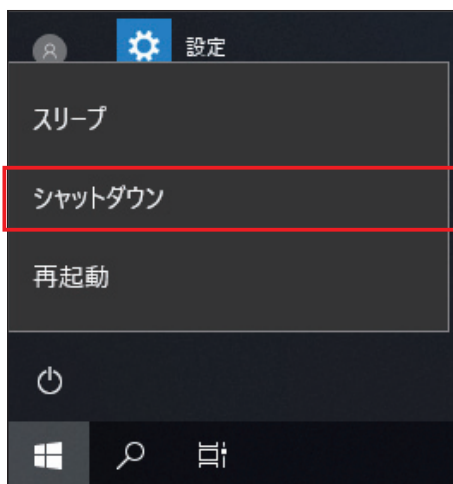 設定
スリープ
シャットダウン
再起動